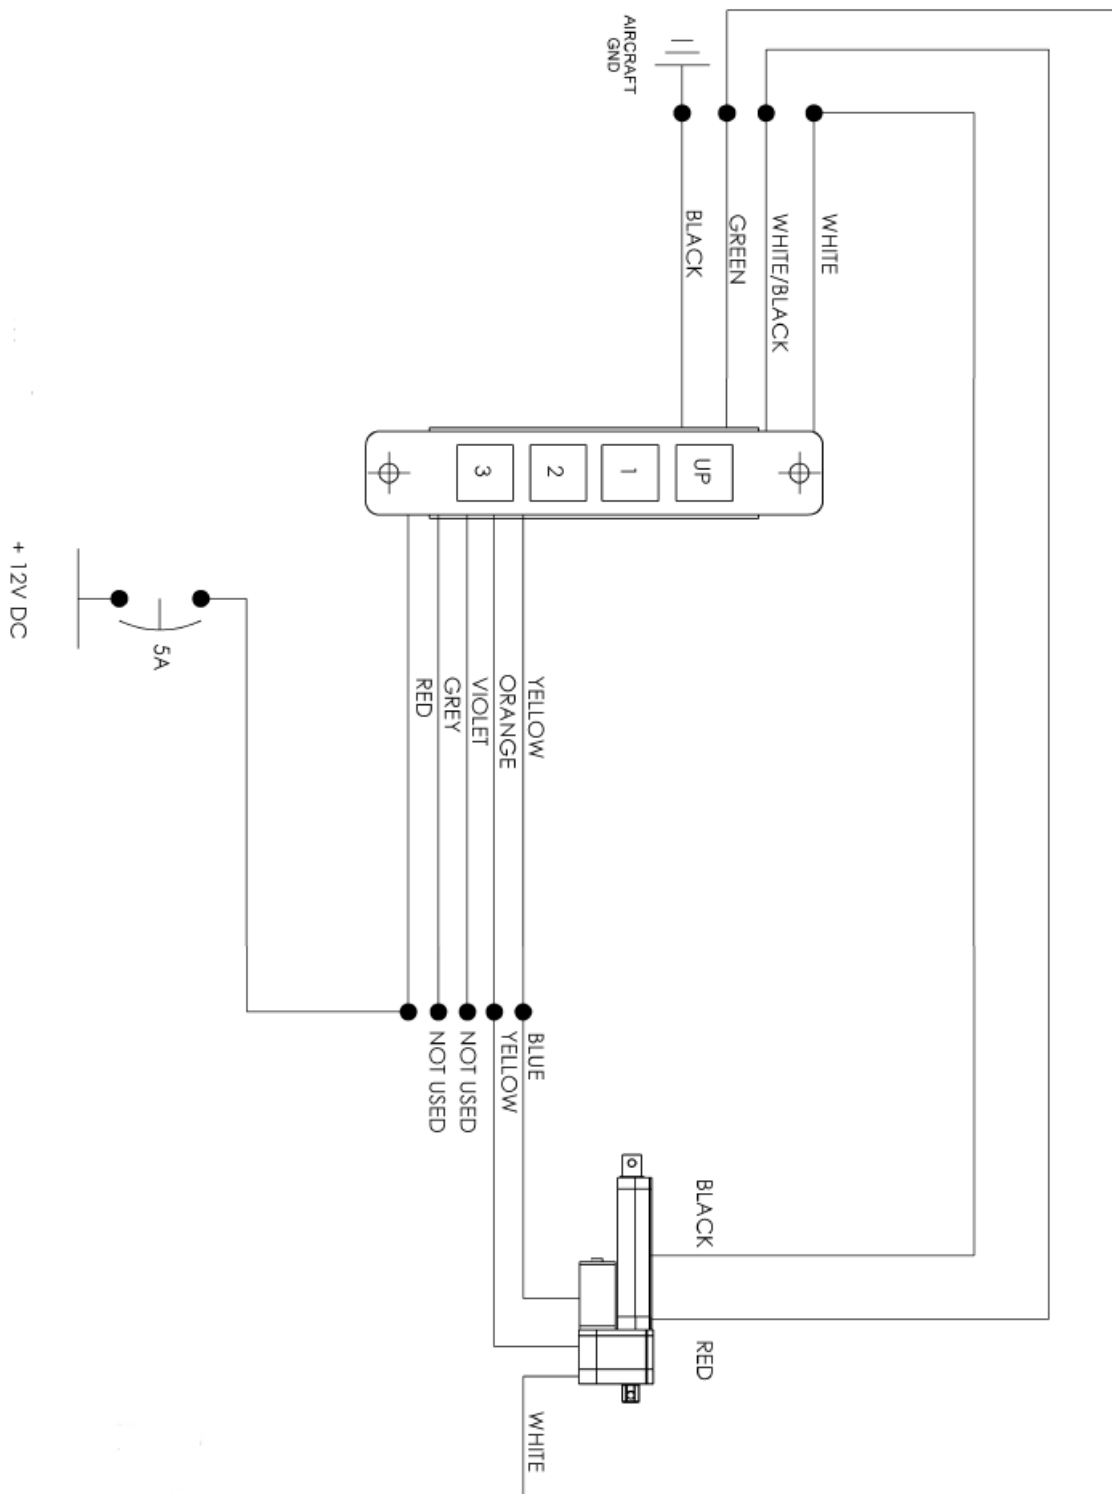 AIRCRAFT
GND
BLACK
GREEN
WHITE/BLACK
WHITE
3
2
1
UP
+ 12V DC
5A
RED
GREY
VIOLET
ORANGE
YELLOW
NOT USED
NOT USED
YELLOW
BLUE
BLACK
RED
WHITE